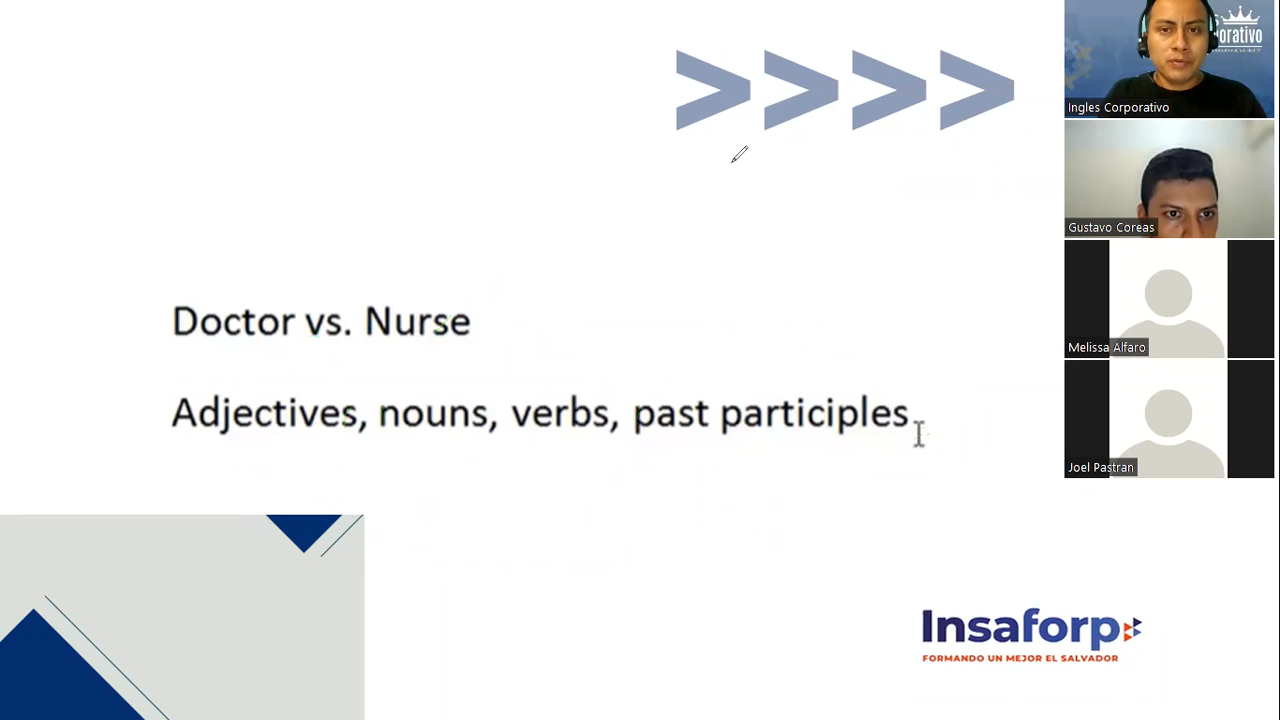 orativo
Ingles Corporativo
Gustavo Coreas
Doctor vs. Nurse
Melissa Alfaro
Adjectives, nouns, verbs, past participles
Joel Pastran
Insaforp
FORMANDO UN MEJOR EL SALVADOR